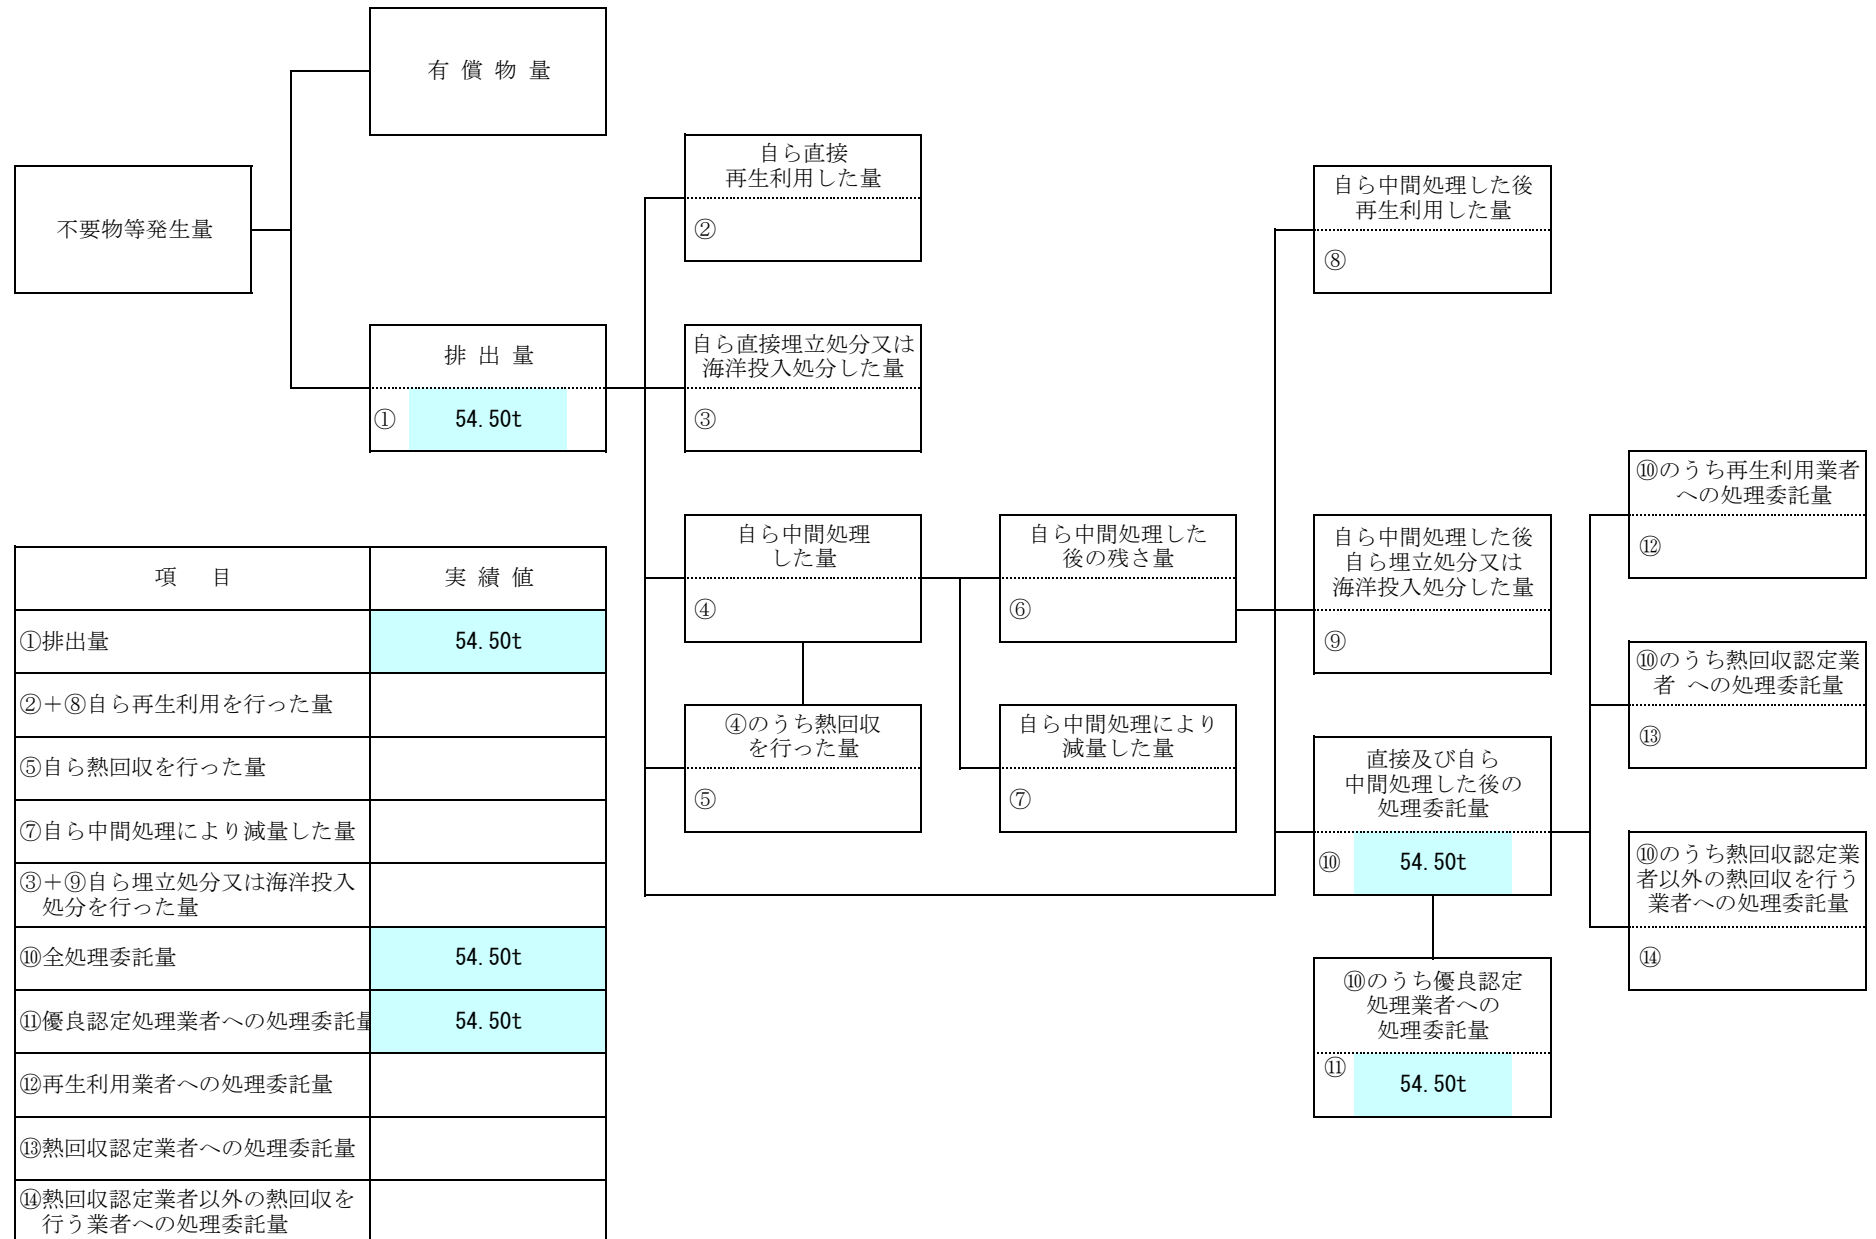 有 償 物 量
不要物等発生量
排 出 量
① 54.50t
自ら直接
再生利用した量
②
自ら直接埋立処分又は
海洋投入処分した量
③
自ら中間処理
した量
④
④のうち熱回収
を行った量
⑤
自ら中間処理した
後の残さ量
⑥
自ら中間処理により
減量した量
⑦
自ら中間処理した後
再生利用した量
⑧
自ら中間処理した後
自ら埋立処分又は
海洋投入処分した量
⑨
直接及び自ら
中間処理した後の
処理委託量
⑩ 54.50t
⑩のうち優良認定
処理業者への
処理委託量
⑪ 54.50t
⑩のうち再生利用業者
への処理委託量
⑫
⑩のうち熱回収認定業
者 への処理委託量
⑬
⑩のうち熱回収認定業
者以外の熱回収を行う
業者への処理委託量
⑭
項 目 実 績 値
①排出量 54.50t
②＋⑧自ら再生利用を行った量
⑤自ら熱回収を行った量
⑦自ら中間処理により減量した量
③＋⑨自ら埋立処分又は海洋投入
処分を行った量
⑩全処理委託量 54.50t
⑪優良認定処理業者への処理委託量 54.50t
⑫再生利用業者への処理委託量
⑬熱回収認定業者への処理委託量
⑭熱回収認定業者以外の熱回収を
行う業者への処理委託量